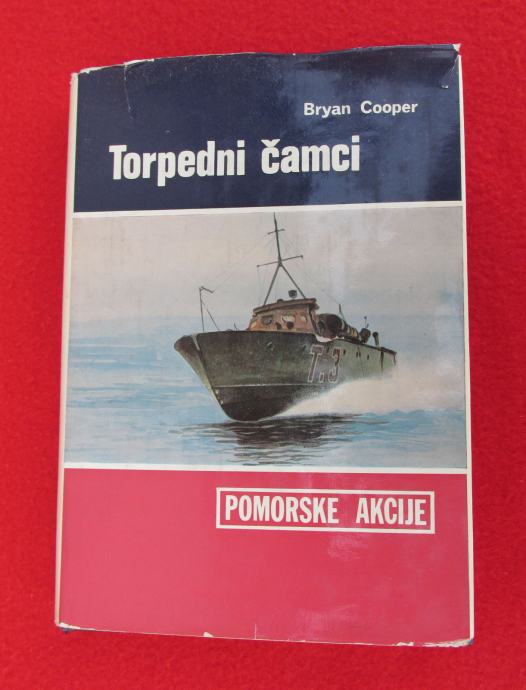 Bryan Cooper
Torpedni čamci
T.3
POMORSKE AKCIJE